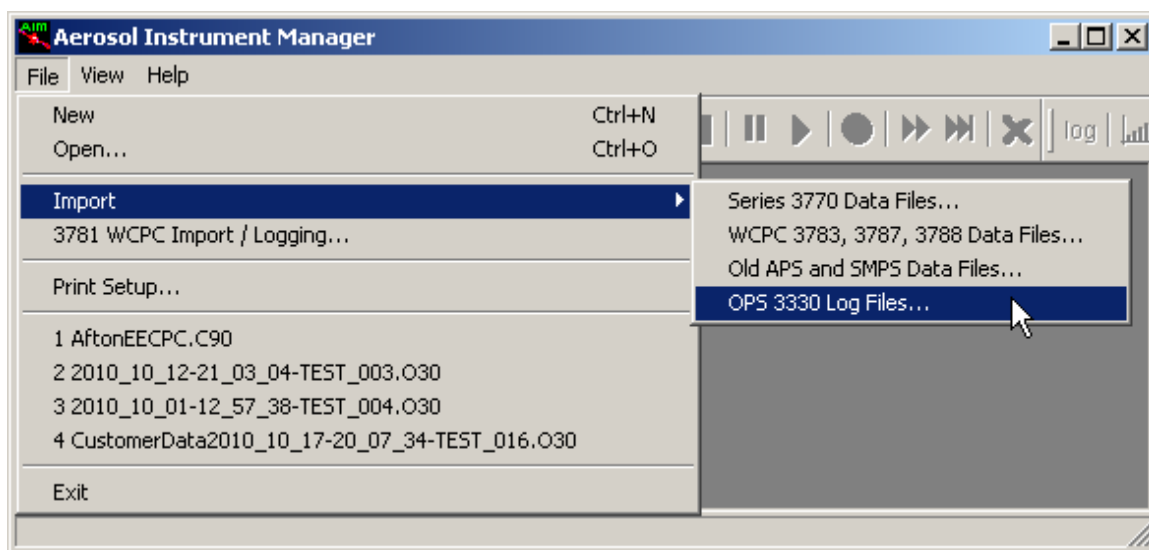 AIM
Aerosol Instrument Manager
File View Help
New Ctrl+N
Open... Ctrl+O
log
Import
3781 WCPC Import / Logging...
Print Setup...
1 AftonEECPC.C90
2 2010_10_12-21_03_04-TEST_003.O30
3 2010_10_01-12_57_38-TEST_004.O30
4 CustomerData2010_10_17-20_07_34-TEST_016.O30
Exit
Series 3770 Data Files...
WCPC 3783, 3787, 3788 Data Files...
Old APS and SMPS Data Files...
OPS 3330 Log Files...